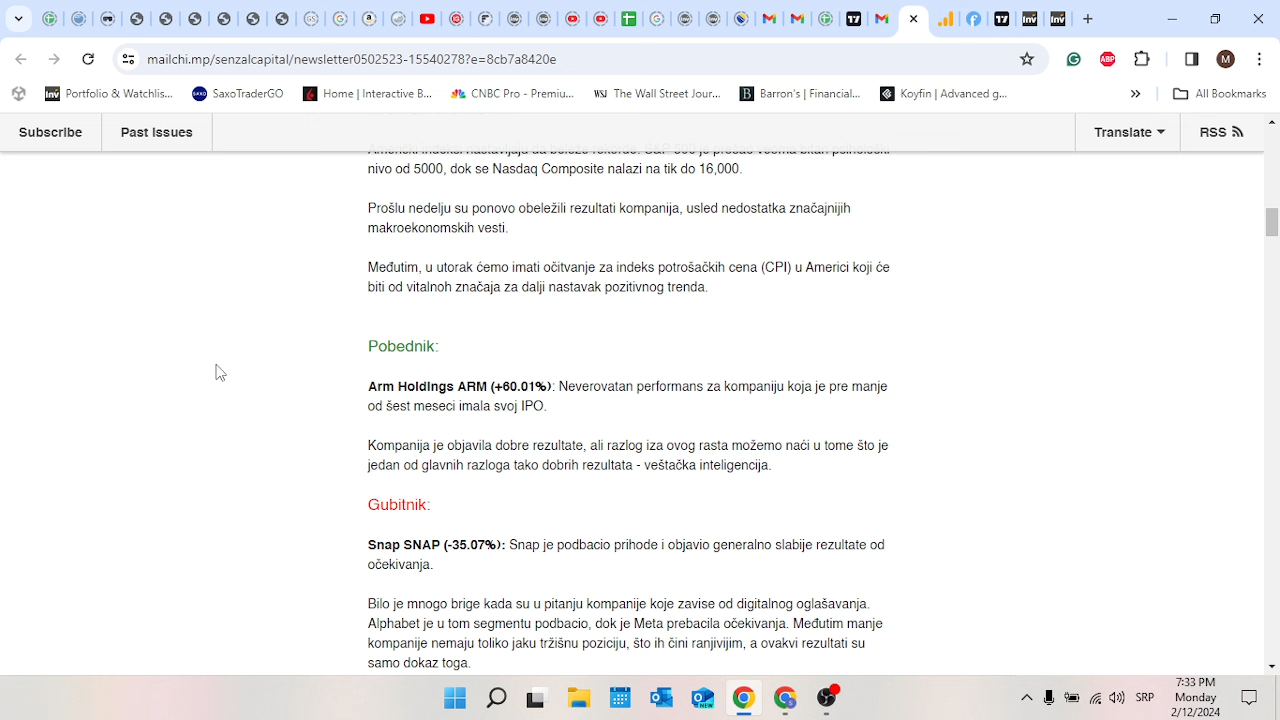 mailchi.mp/senzalcapital/newsletter0502523-15540278?e=8cb7a8420e
Portfolio & Watchlis...
SaxoTraderGO
Home | Interactive B...
CNBC Pro - Premiu...
The Wall Street Jour...
Barron's | Financial...
Koyfin | Advanced g...
All Bookmarks
Subscribe
Past Issues
Translate
RSS
nivo od 5000, dok se Nasdaq Composite nalazi na tik do 16,000.
Prošlu nedelju su ponovo obeležili rezultati kompanija, usled nedostatka značajnijih
makroekonomskih vesti.
Međutim, u utorak ćemo imati očitvanje za indeks potrošačkih cena (CPI) u Americi koji će
biti od vitalnoh značaja za dalji nastavak pozitivnog trenda.
Pobednik:
Arm Holdings ARM (+60.01%): Neverovatan performans za kompaniju koja je pre manje
od šest meseci imala svoj IPO.
Kompanija je objavila dobre rezultate, ali razlog iza ovog rasta možemo naći u tome što je
jedan od glavnih razloga tako dobrih rezultata - veštačka inteligencija.
Gubitnik:
Snap SNAP (-35.07%): Snap je podbacio prihode i objavio generalno slabije rezultate od
očekivanja.
Bilo je mnogo brige kada su u pitanju kompanije koje zavise od digitalnog oglašavanja.
Alphabet je u tom segmentu podbacio, dok je Meta prebacila očekivanja. Međutim manje
kompanije nemaju toliko jaku tržišnu poziciju, što ih čini ranjivijim, a ovakvi rezultati su
samo dokaz toga.
SRP
7:33 PM
Monday
2/12/2024